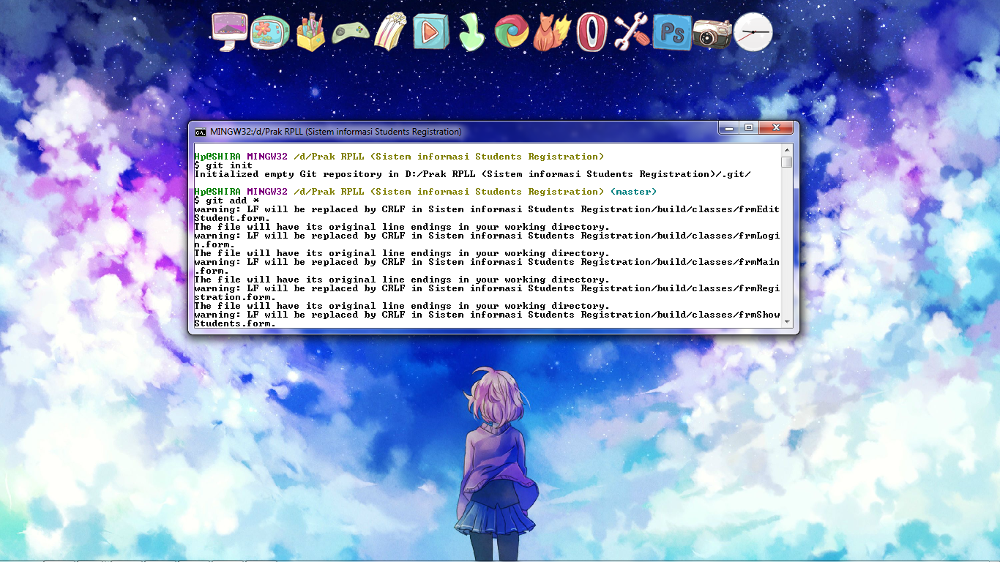 Ps
MINGW32:/d/Prak RPLL (Sistem informasi Students Registration)
Hp@SHIRA MINGW32 /d/Prak RPLL (Sistem informasi Students Registration)
$ git init
Initialized empty Git repository in D:/Prak RPLL (Sistem informasi Students Registration)/.git/
Hp@SHIRA MINGW32 /d/Prak RPLL (Sistem informasi Students Registration) (master)
$ git add *
warning: LF will be replaced by CRLF in Sistem informasi Students Registration/build/classes/frmEdit
Student.form.
The file will have its original line endings in your working directory.
warning: LF will be replaced by CRLF in Sistem informasi Students Registration/build/classes/frmLogi
n.form.
The file will have its original line endings in your working directory.
warning: LF will be replaced by CRLF in Sistem informasi Students Registration/build/classes/frmMain
.form.
The file will have its original line endings in your working directory.
warning: LF will be replaced by CRLF in Sistem informasi Students Registration/build/classes/frmRegi
stration.form.
The file will have its original line endings in your working directory.
warning: LF will be replaced by CRLF in Sistem informasi Students Registration/build/classes/frmShow
Students.form.